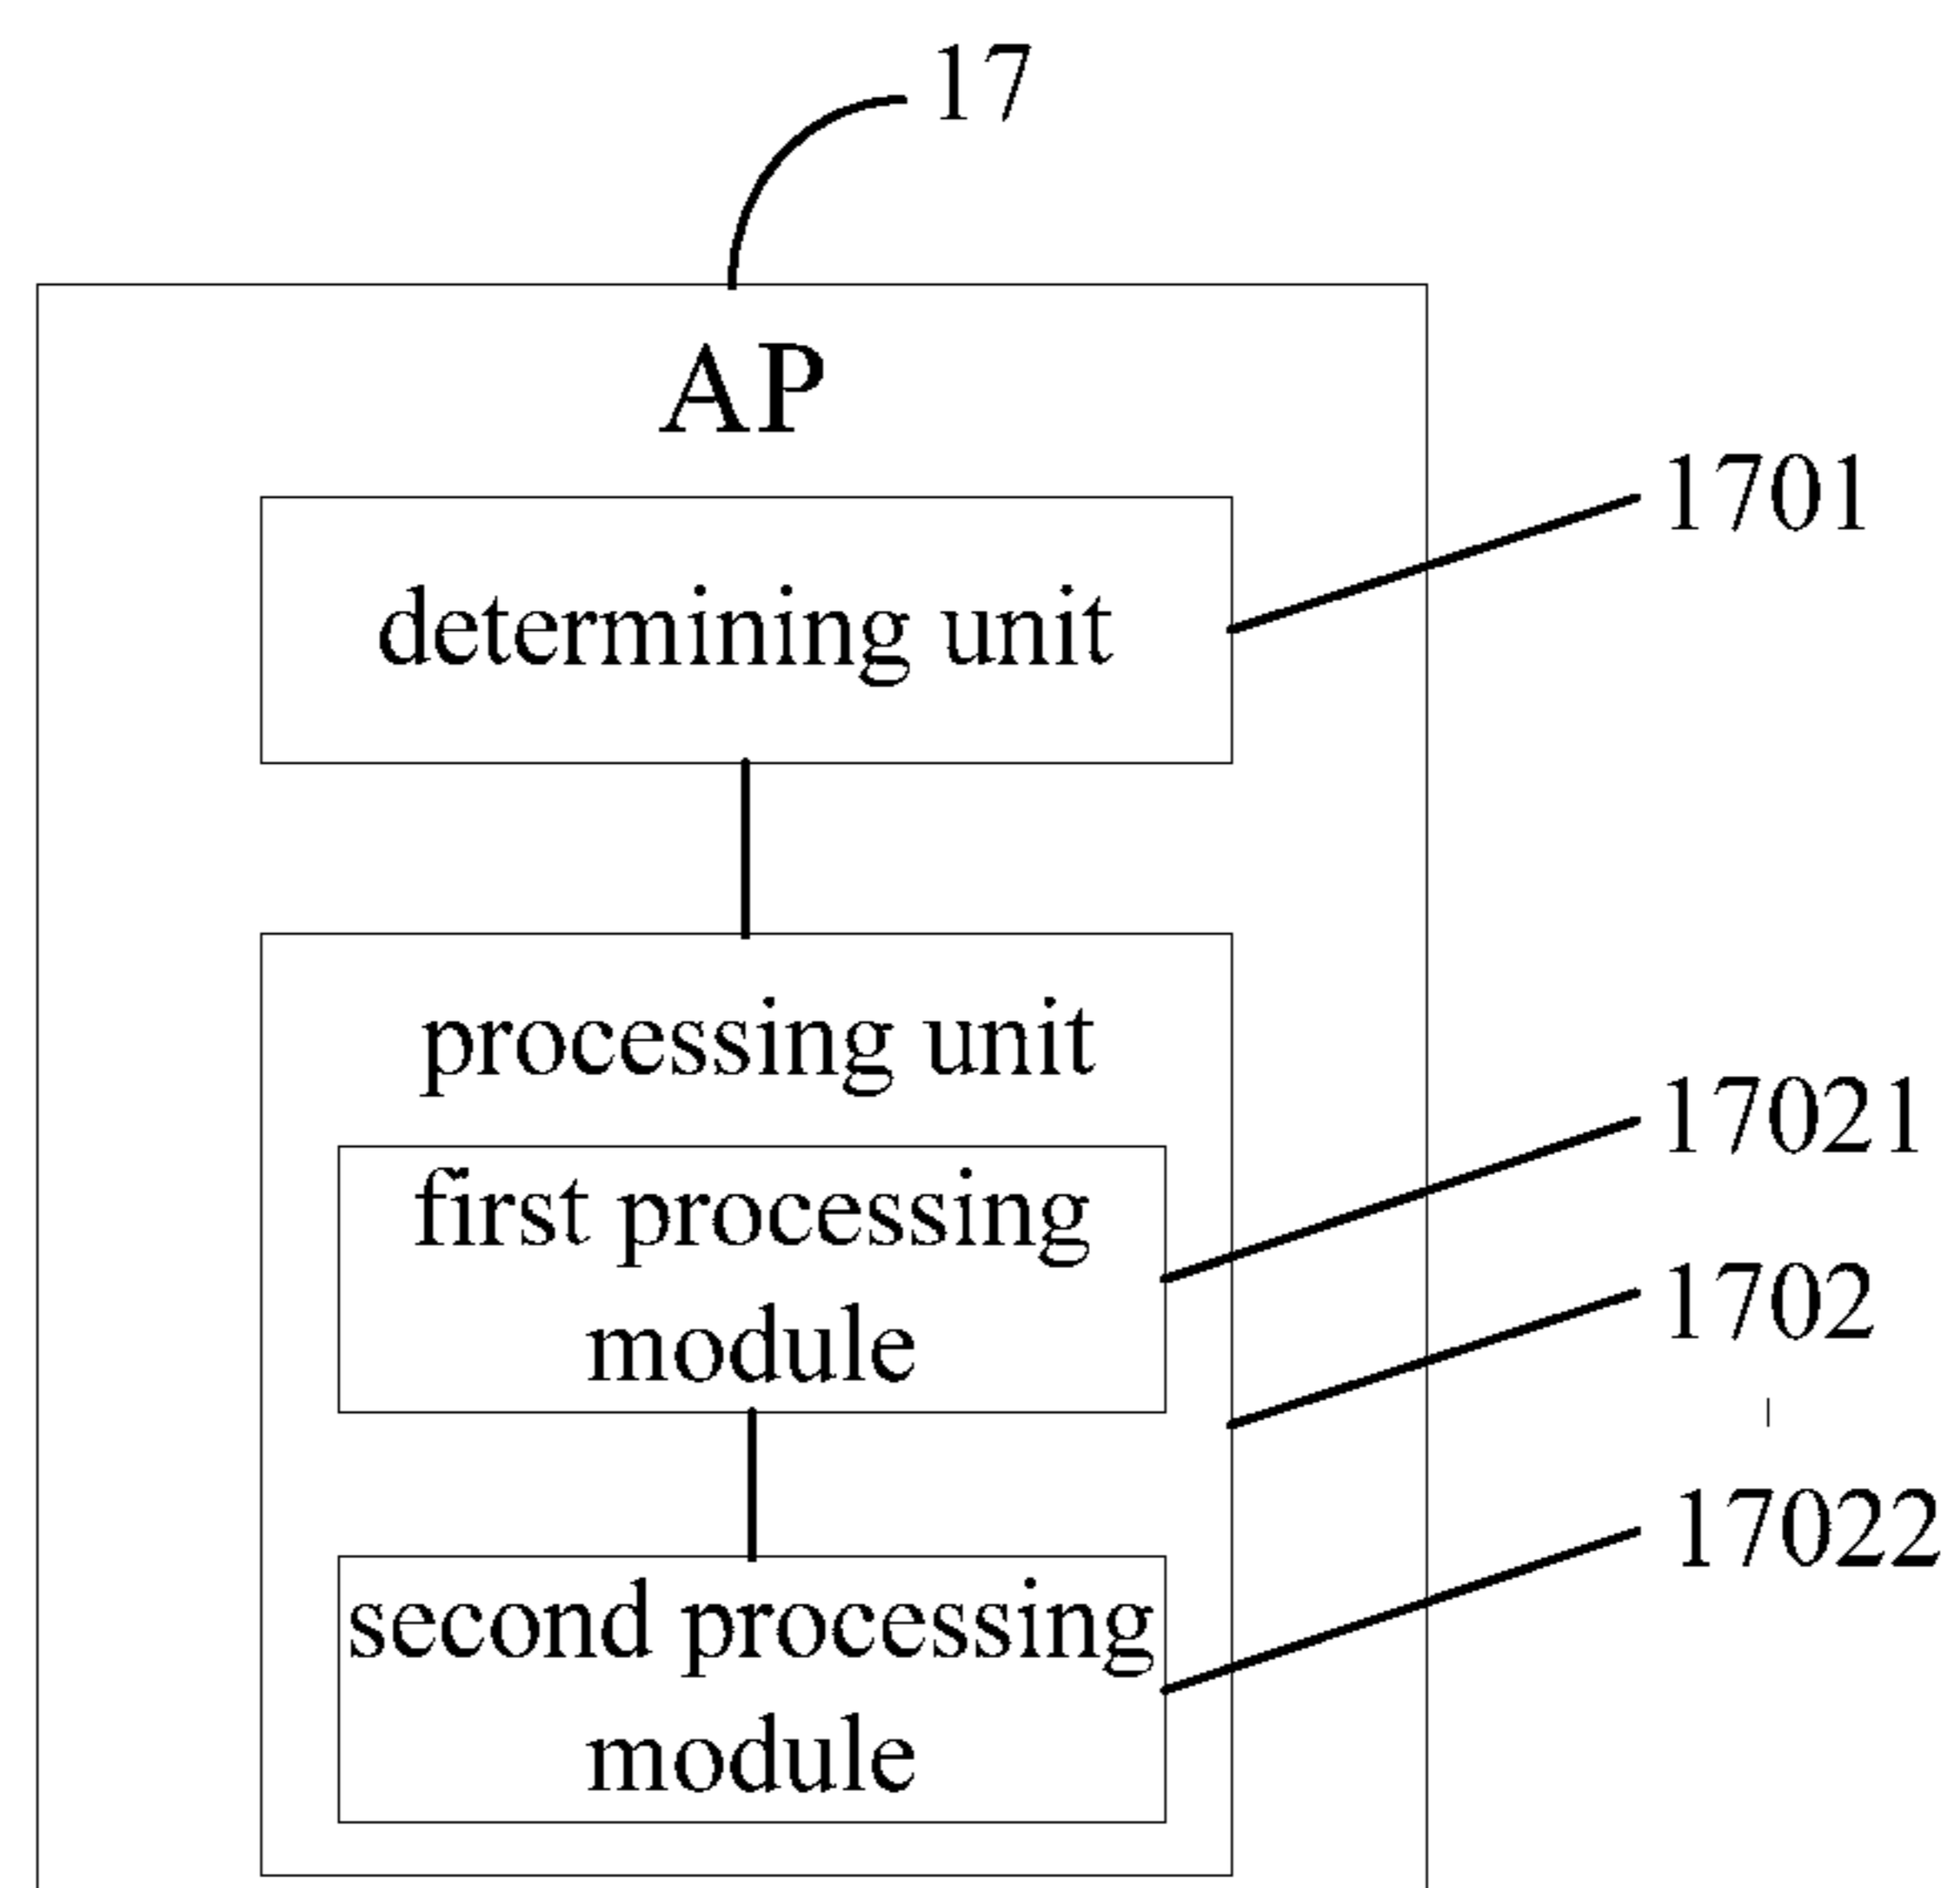 17
AP
1701
determining unit
processing unit
17021
first processing
module
1702
17022
second processing
module